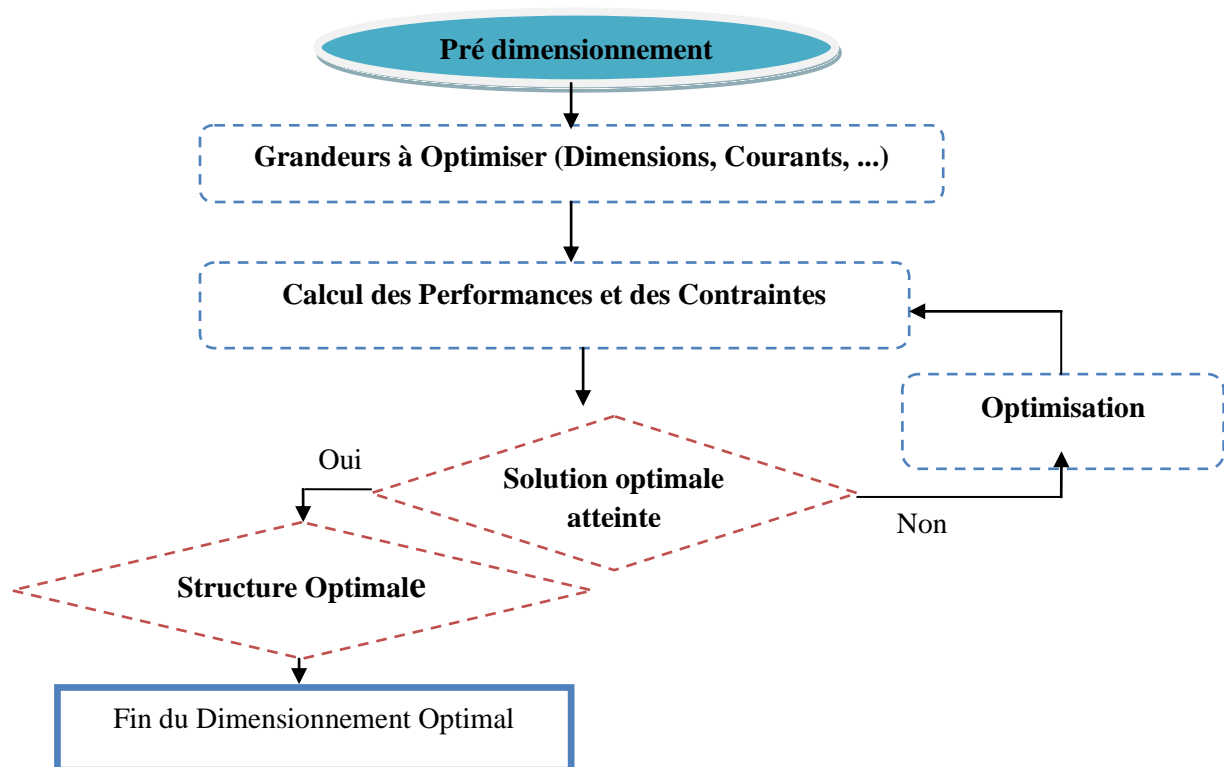 Pré dimensionnement
Grandeurs à Optimiser (Dimensions, Courants, ...)
Calcul des Performances et des Contraintes
Optimisation
Oui
Solution optimale
atteinte
Non
Structure Optimale
Fin du Dimensionnement Optimal